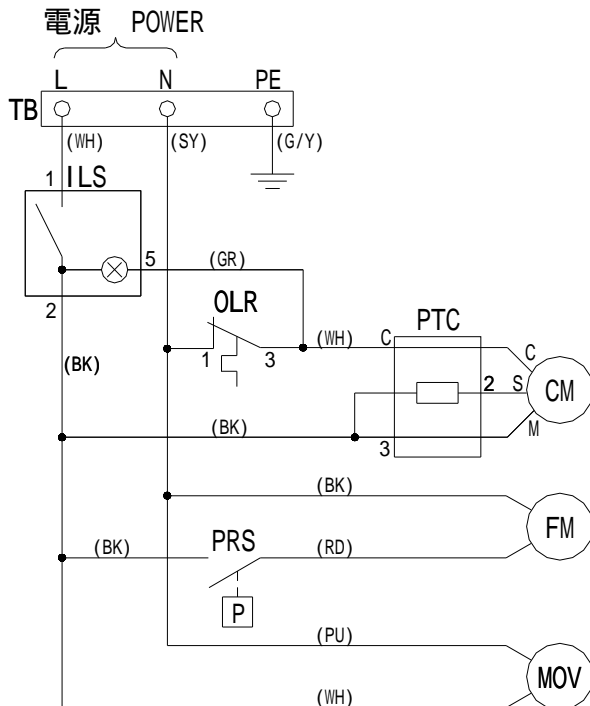 電源 POWER
L N PE
TB
(WH) (SY) (G/Y)
1 ILS
5 (GR)
2
OLR
1 3
(WH)
C PTC
C
(BK)
2 S CM
M
(BK)
3
(BK)
FM
(BK) PRS (RD)
P
(PU)
MOV
(WH)